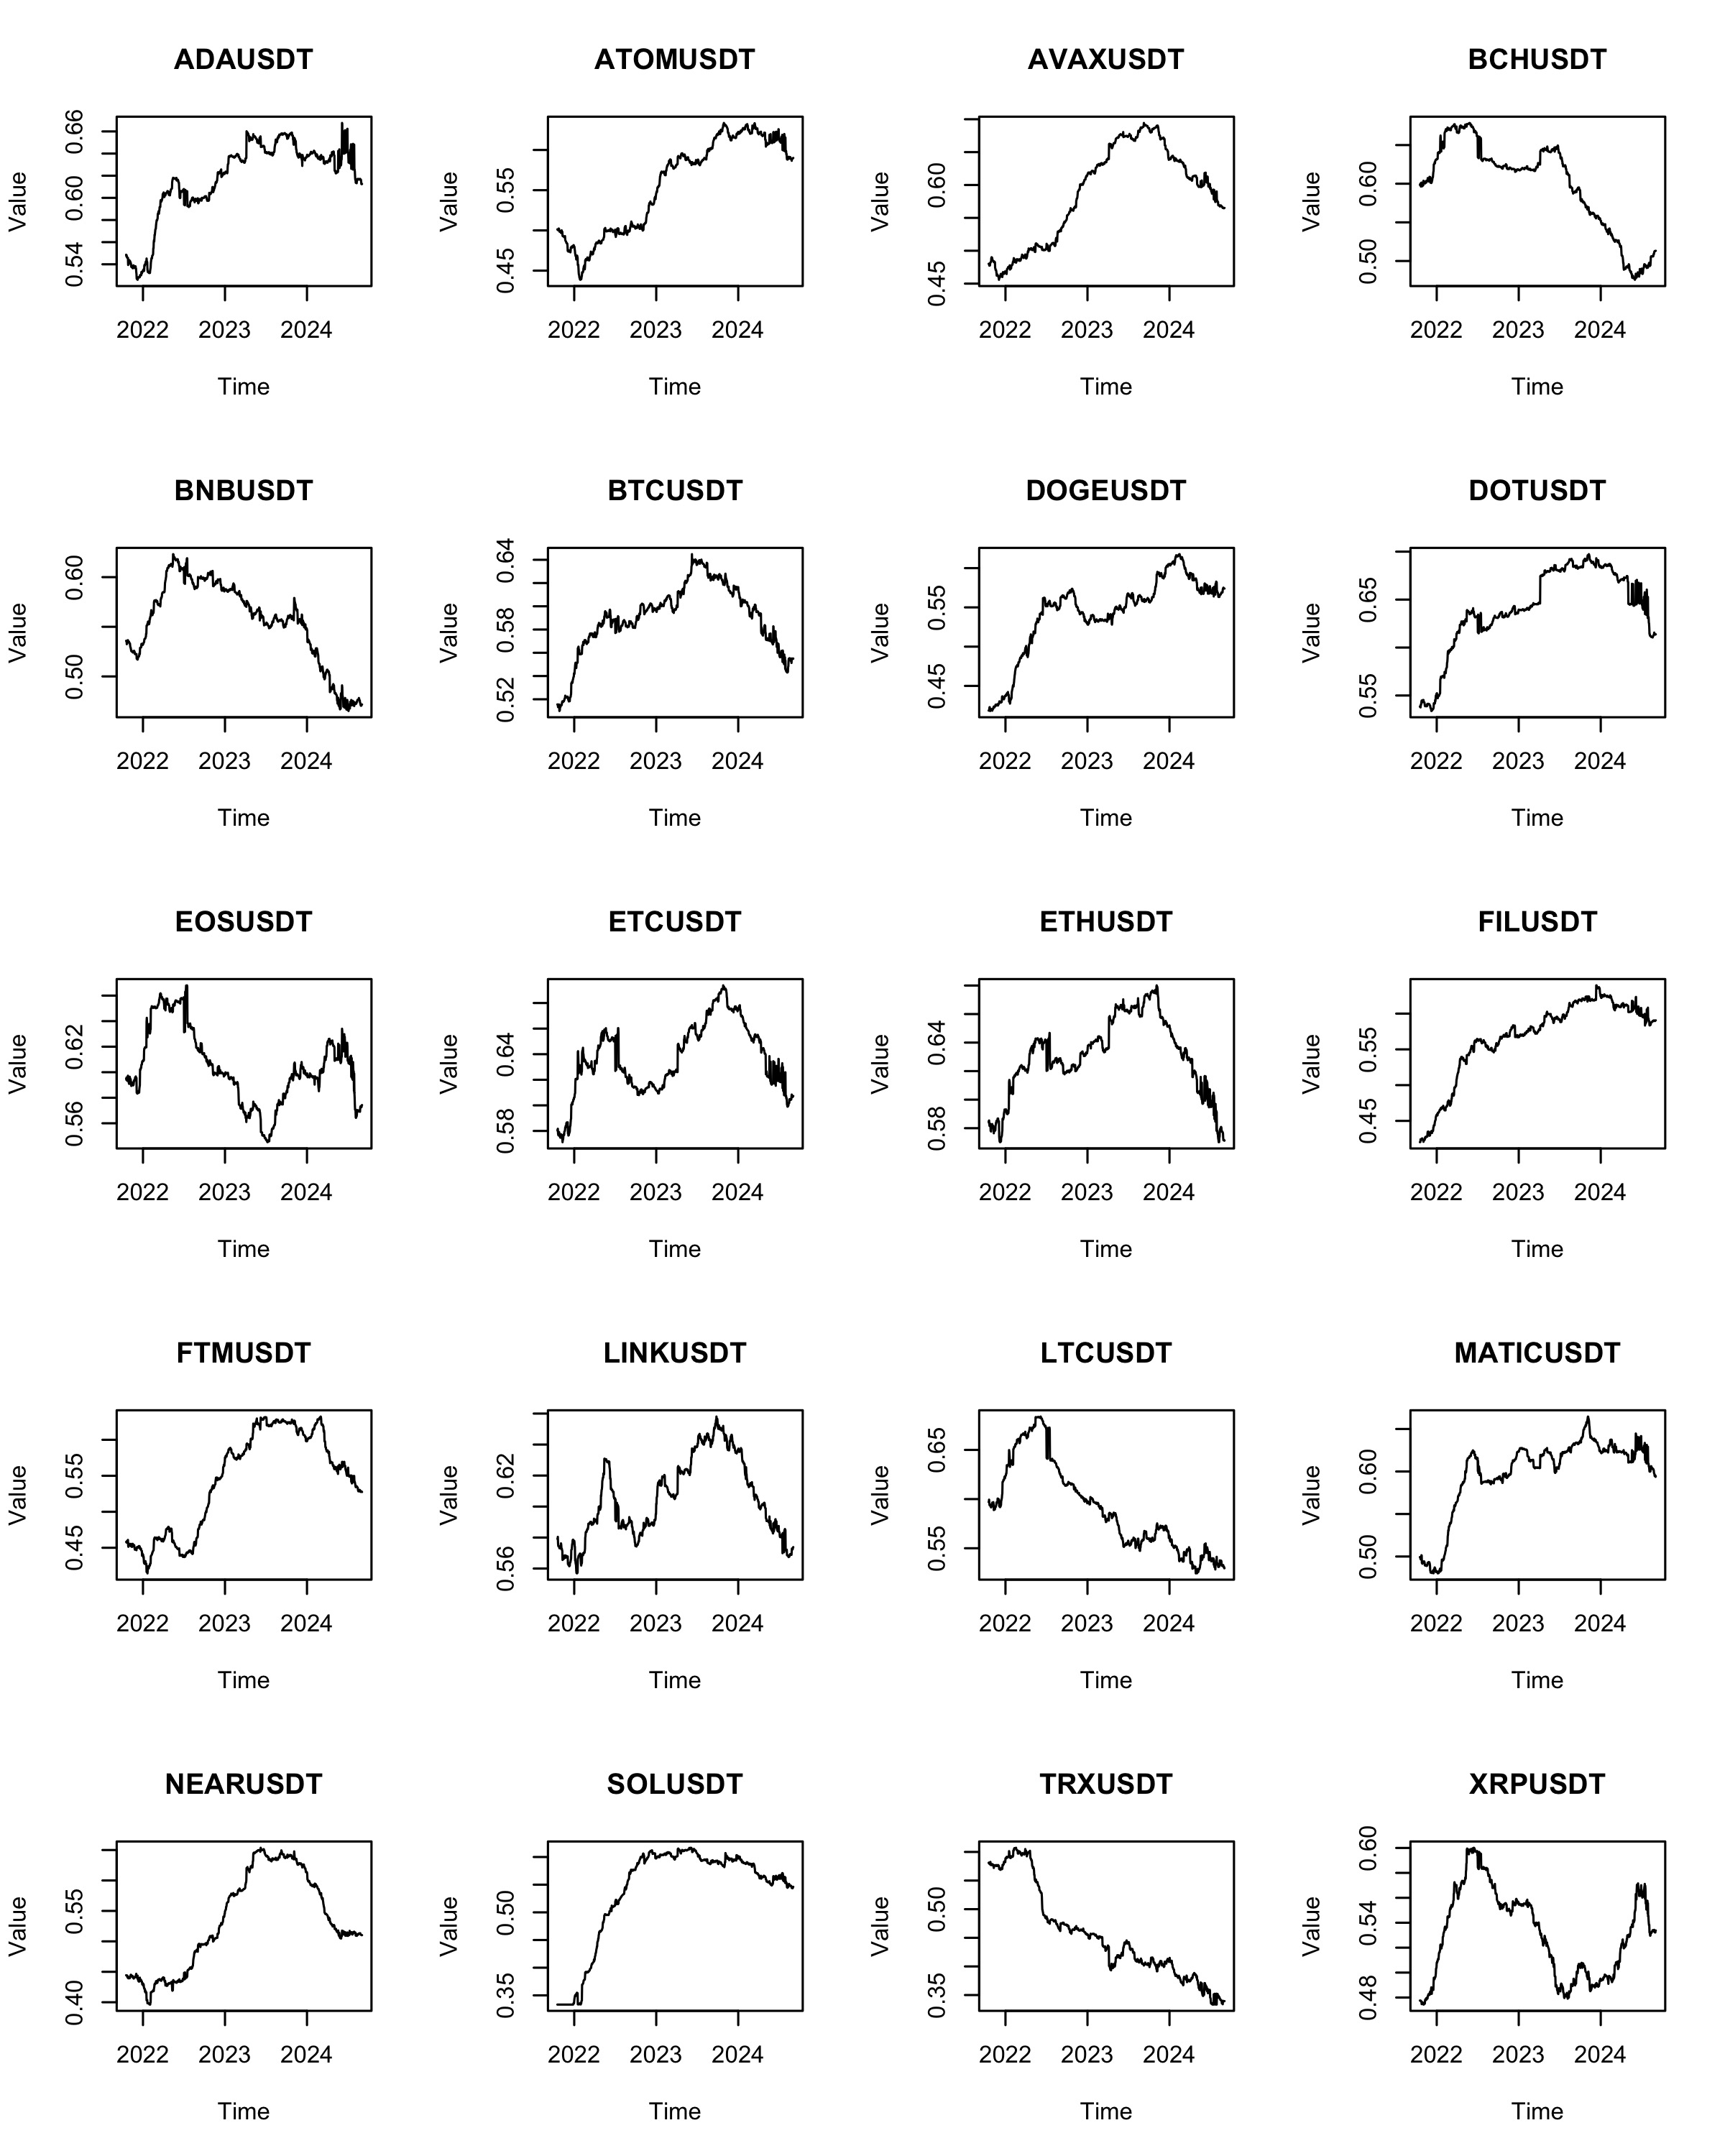 ADAUSDT ATOMUSDT AVAXUSDT BCHUSDT
Value 0.54 0.60 0.66 Value 0.45 0.55 Value 0.45 0.60 Value 0.50 0.60
2022 2023 2024 2022 2023 2024 2022 2023 2024 2022 2023 2024
Time Time Time Time
BNBUSDT BTCUSDT DOGEUSDT DOTUSDT
Value 0.50 0.60 Value 0.52 0.58 0.64 Value 0.45 0.55 Value 0.55 0.65
2022 2023 2024 2022 2023 2024 2022 2023 2024 2022 2023 2024
Time Time Time Time
EOSUSDT ETCUSDT ETHUSDT FILUSDT
Value 0.56 0.62 Value 0.58 0.64 Value 0.58 0.64 Value 0.45 0.55
2022 2023 2024 2022 2023 2024 2022 2023 2024 2022 2023 2024
Time Time Time Time
FTMUSDT LINKUSDT LTCUSDT MATICUSDT
Value 0.45 0.55 Value 0.56 0.62 Value 0.55 0.65 Value 0.50 0.60
2022 2023 2024 2022 2023 2024 2022 2023 2024 2022 2023 2024
Time Time Time Time
NEARUSDT SOLUSDT TRXUSDT XRPUSDT
Value 0.40 0.55 Value 0.35 0.50 Value 0.35 0.50 Value 0.48 0.54 0.60
2022 2023 2024 2022 2023 2024 2022 2023 2024 2022 2023 2024
Time Time Time Time